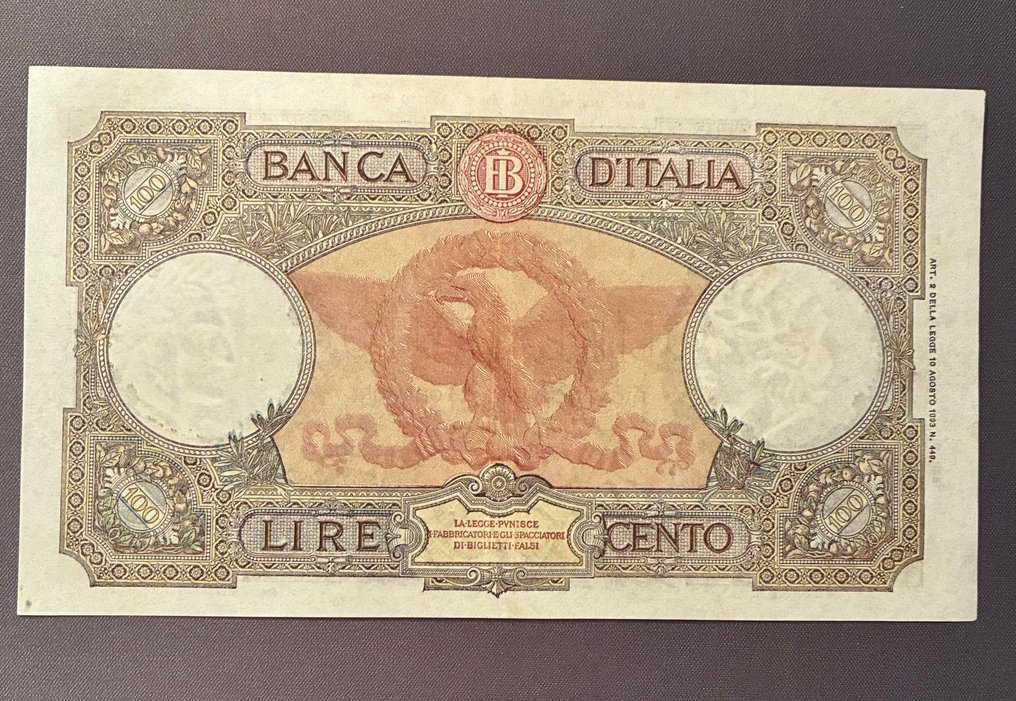 BANCA
BI
D'ITALIA
100
100
ART. 2 DELLA LEGGE 10 AGOSTO 1893 N. 449.
100
100
LIRE
LA·LEGGE·PVNISCE
I·FABBRICATORI·E·GLI·SPACCIATORI
DI·BIGLIETTI·FALSI
CENTO